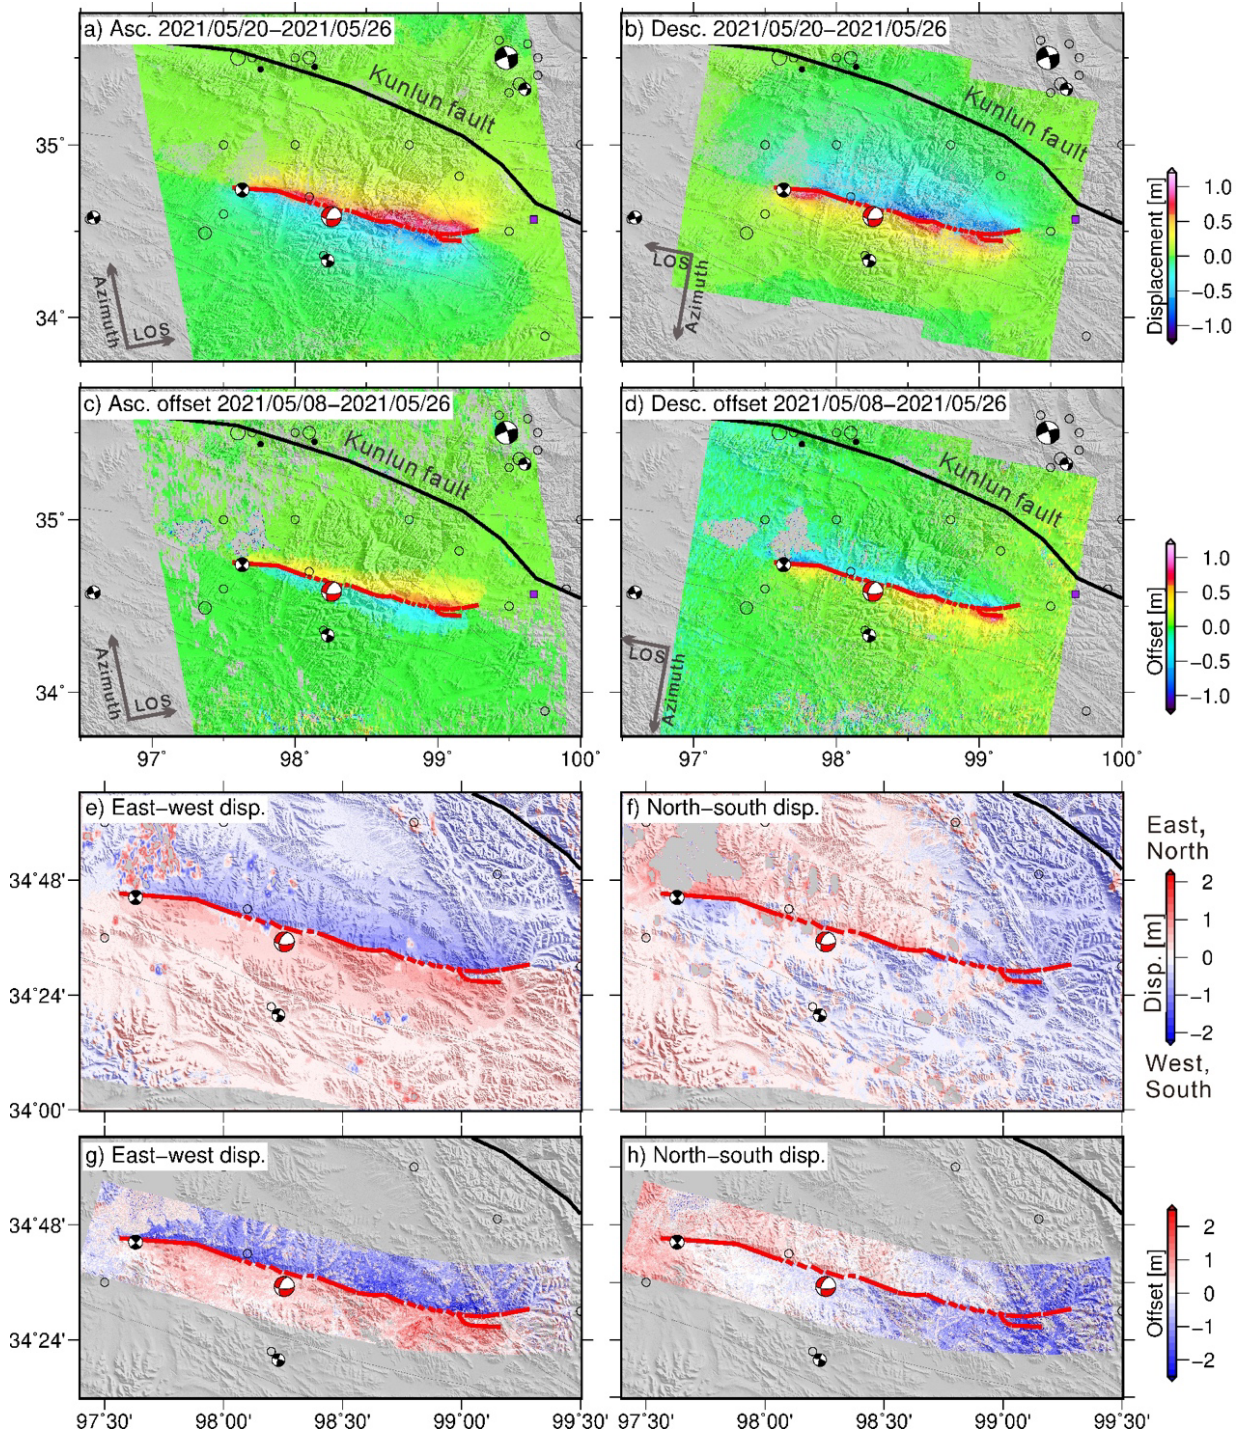 a) Asc. 2021/05/20−2021/05/26
Kunlun fault
35°
34°
Azimuth
LOS
b) Desc. 2021/05/20−2021/05/26
Kunlun fault
LOS
Azimuth
Displacement [m]
1.0
0.5
0.0
−0.5
−1.0
c) Asc. offset 2021/05/08−2021/05/26
Kunlun fault
35°
34°
Azimuth
LOS
97°
98°
99°
100°
d) Desc. offset 2021/05/08−2021/05/26
Kunlun fault
LOS
Azimuth
97°
98°
99°
100°
Offset [m]
1.0
0.5
0.0
−0.5
−1.0
e) East−west disp.
34°48'
34°24'
34°00'
f) North−south disp.
East,
North
Disp. [m]
2
1
0
−1
−2
West,
South
g) East−west disp.
34°48'
34°24'
97°30'
98°00'
98°30'
99°00'
99°30'
h) North−south disp.
97°30'
98°00'
98°30'
99°00'
99°30'
Offset [m]
2
1
0
−1
−2